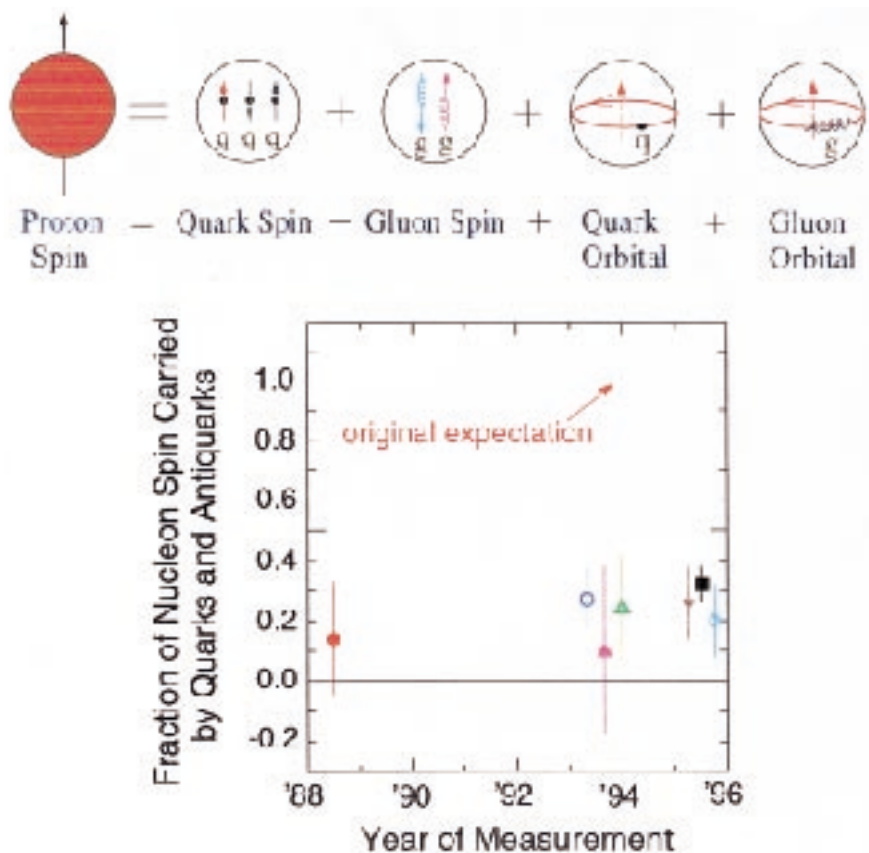 = + + +
q q q g g q g
Proton – Quark Spin – Gluon Spin + Quark + Gluon
Spin Orbital Orbital
Fraction of Nucleon Spin Carried
by Quarks and Antiquarks
1.0
original expectation
0.8
0.6
0.4
0.2
0.0
-0.2
'88 '90 '92 '94 '96
Year of Measurement